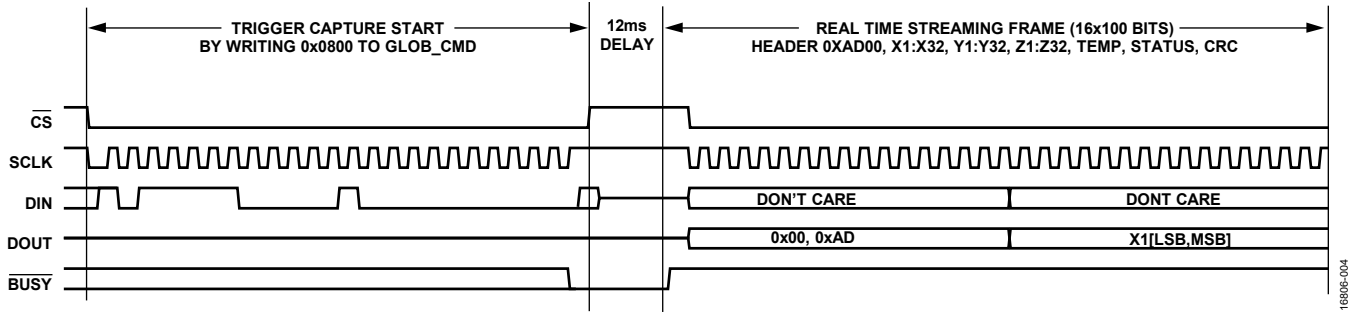 TRIGGER CAPTURE START
BY WRITING 0x0800 TO GLOB_CMD
12ms
DELAY
REAL TIME STREAMING FRAME (16x100 BITS)
HEADER 0XAD00, X1:X32, Y1:Y32, Z1:Z32, TEMP, STATUS, CRC
CS
SCLK
DIN
DON'T CARE
DONT CARE
DOUT
0x00, 0xAD
X1[LSB,MSB]
BUSY
16806-004